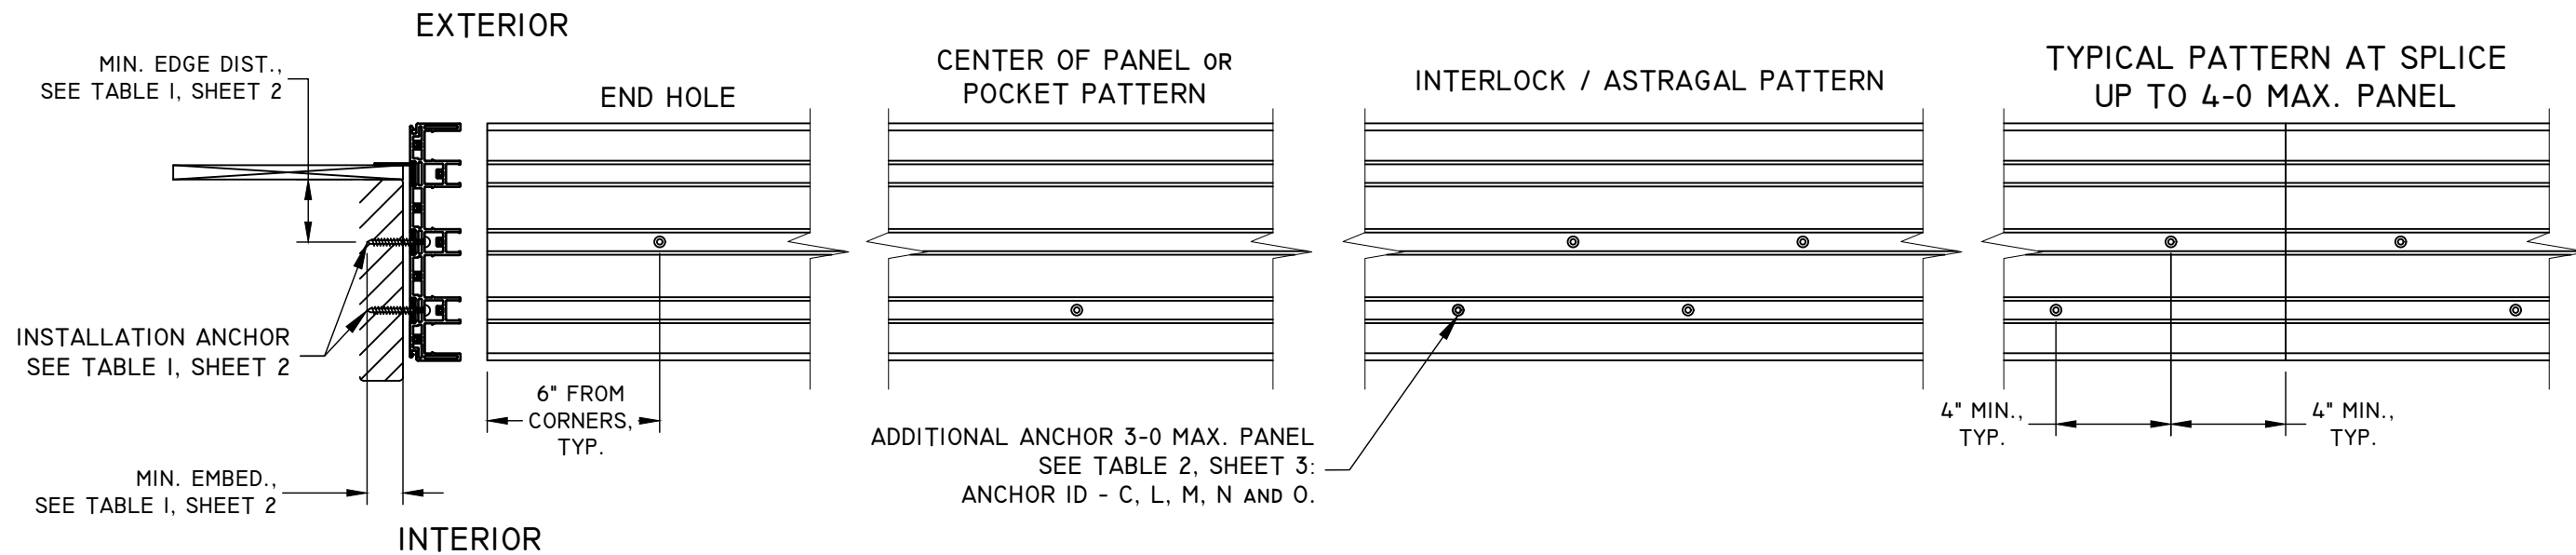 EXTERIOR
MIN. EDGE DIST.,
SEE TABLE 1, SHEET 2
END HOLE
CENTER OF PANEL OR
POCKET PATTERN
INTERLOCK / ASTRAGAL PATTERN
TYPICAL PATTERN AT SPLICE
UP TO 4-0 MAX. PANEL
INSTALLATION ANCHOR
SEE TABLE 1, SHEET 2
6" FROM
CORNERS,
TYP.
MIN. EMBED.,
SEE TABLE 1, SHEET 2
INTERIOR
ADDITIONAL ANCHOR 3-0 MAX. PANEL
SEE TABLE 2, SHEET 3:
ANCHOR ID - C, L, M, N AND O.
4" MIN.,
TYP.
4" MIN.,
TYP.